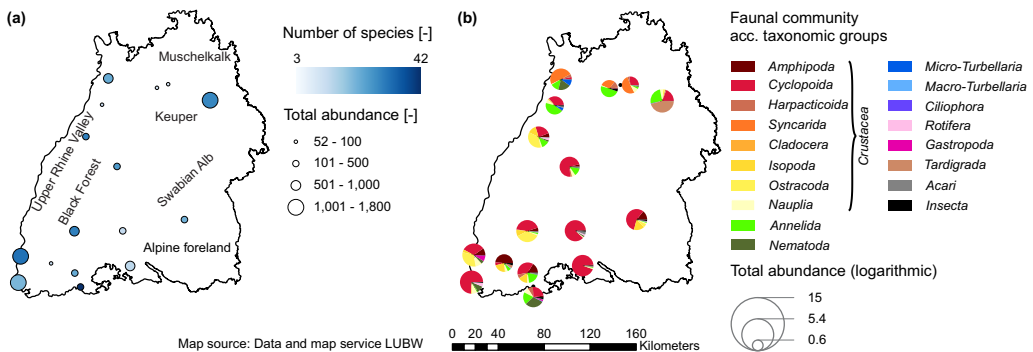 (a)
Muschelkalk
Keuper
Upper Rhine Valley
Black Forest
Swabian Alb
Alpine foreland
Map source: Data and map service LUBW
Number of species [-]
3 42
Total abundance [-]
52 - 100
101 - 500
501 - 1,000
1,001 - 1,800
(b)
0 20 40 80 120 160
Kilometers
Faunal community
acc. taxonomic groups
Amphipoda
Cyclopoida
Harpacticoida
Syncarida
Cladocera
Isopoda
Ostracoda
Nauplia
Annelida
Nematoda
Crustacea
Micro-Turbellaria
Macro-Turbellaria
Ciliophora
Rotifera
Gastropoda
Tardigrada
Acari
Insecta
Total abundance (logarithmic)
15
5.4
0.6